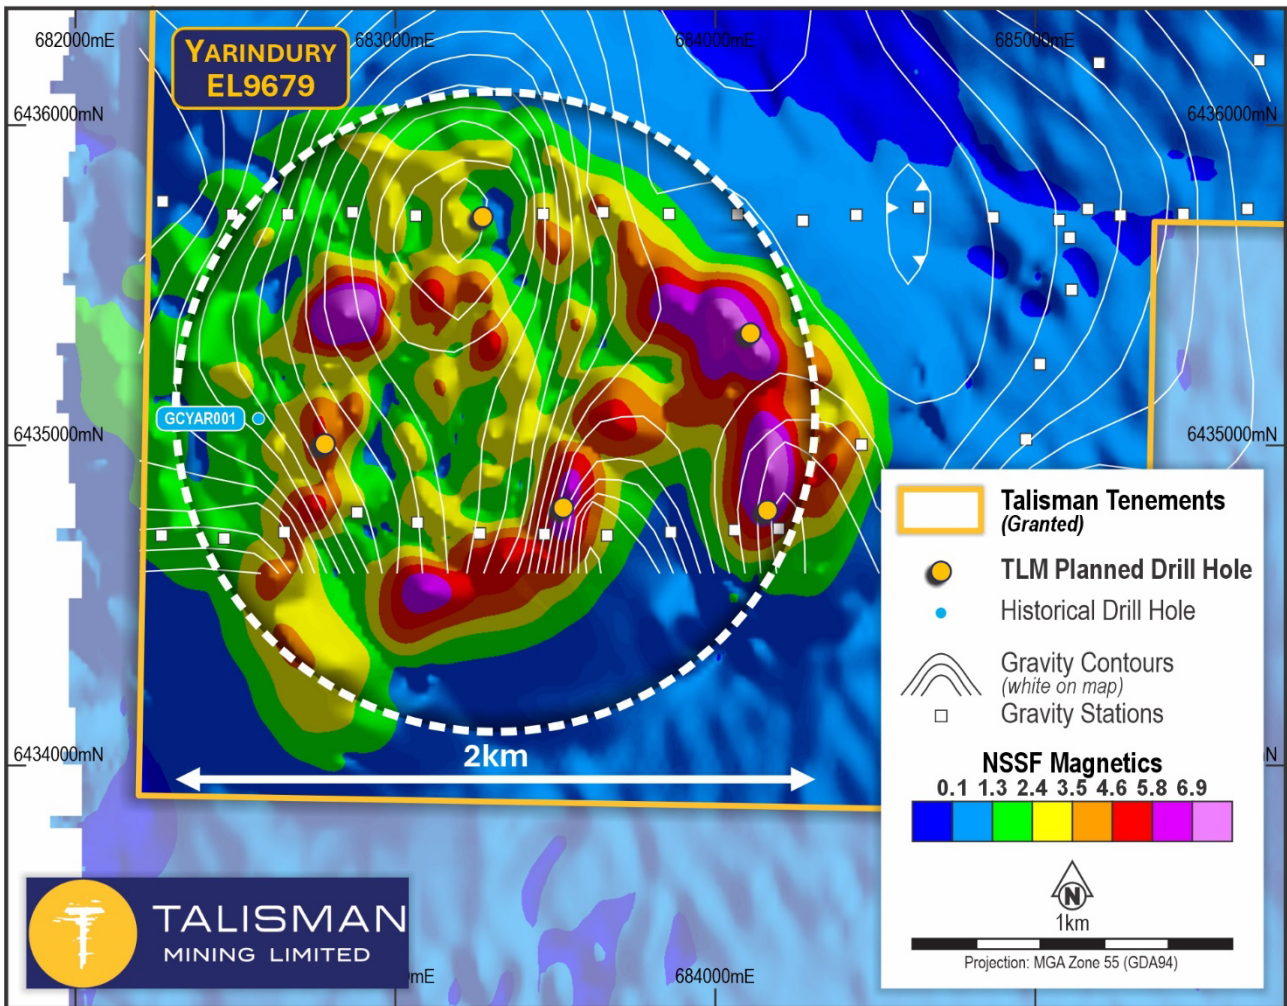 682000mE
683000mE
684000mE
685000mE
YARINDURY
EL9679
6436000mN
6436000mN
GCYAR001
6435000mN
6435000mN
6434000mN
2km
Talisman Tenements
(Granted)
TLM Planned Drill Hole
Historical Drill Hole
Gravity Contours
(white on map)
Gravity Stations
NSSF Magnetics
0.1 1.3 2.4 3.5 4.6 5.8 6.9
N
1km
Projection: MGA Zone 55 (GDA94)
TALISMAN
MINING LIMITED
684000mE